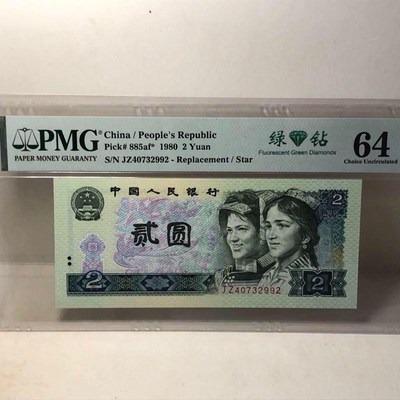 PMG
PAPER MONEY GUARANTY
China / People's Republic
Pick# 885af* 1980 2 Yuan
S/N JZ40732992 - Replacement / Star
绿 钻
Fluorescent Green Diamonds
64
Choice Uncirculated
中国人民银行
2
贰圆
2
2
JZ40732992